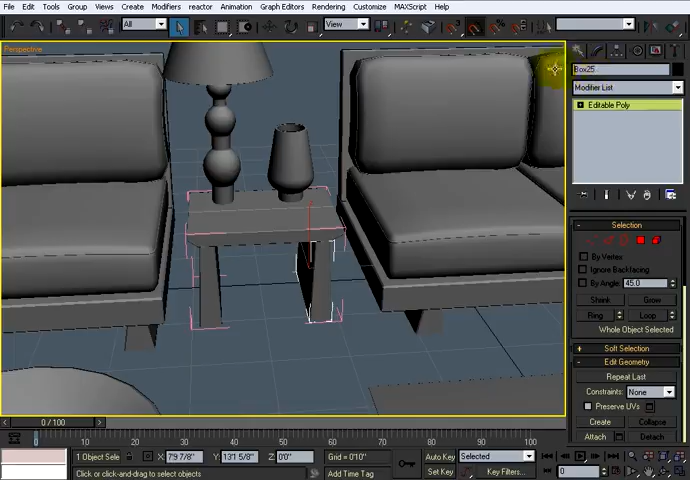 File Edit Tools Group Views Create Modifiers reactor Animation Graph Editors Rendering Customize MAXScript Help
All View
Perspective
Box25
Modifier List
Editable Poly
- Selection
By Vertex
Ignore Backfacing
By Angle: 45.0
Shrink Grow
Ring Loop
Whole Object Selected
+ Soft Selection
- Edit Geometry
Repeat Last
Constraints: None
Preserve UVs
Create Collapse
Attach Detach
0 / 100
0 10 20 30 40 50 60 70 80 90 100
1 Object Sele X: 7'9 7/8" Y: 13'1 5/8" Z: 0'0" Grid = 0'10" Auto Key Selected
Click or click-and-drag to select objects Add Time Tag Set Key Key Filters... 0